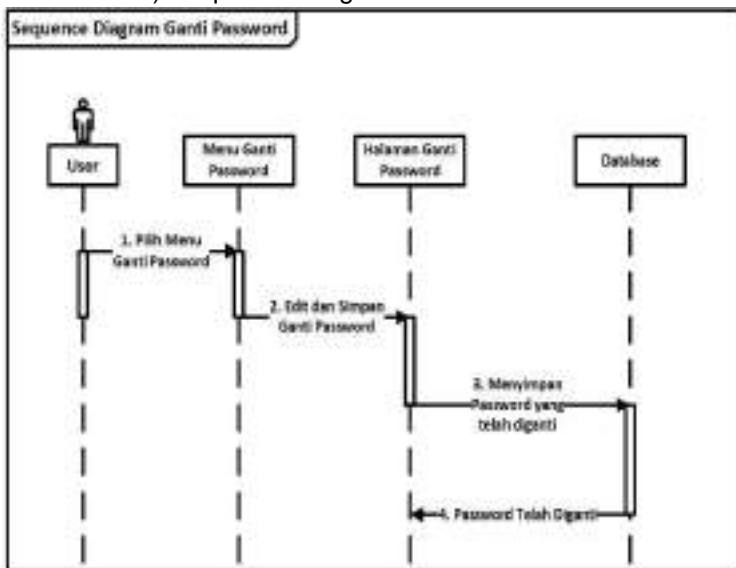 Sequence Diagram Ganti Password
User
Menu Ganti
Password
Halaman Ganti
Password
Database
1. Pilih Menu
Ganti Password
2. Edit dan Simpan
Ganti Password
3. Menyimpan
Password yang
telah diganti
4. Password Telah Diganti